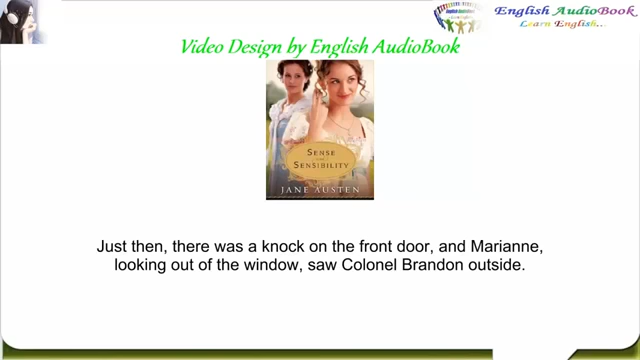 English AudioBook
Learn English...
Video Design by English AudioBook
SENSE
and
SENSIBILITY
JANE AUSTEN
Just then, there was a knock on the front door, and Marianne,
looking out of the window, saw Colonel Brandon outside.